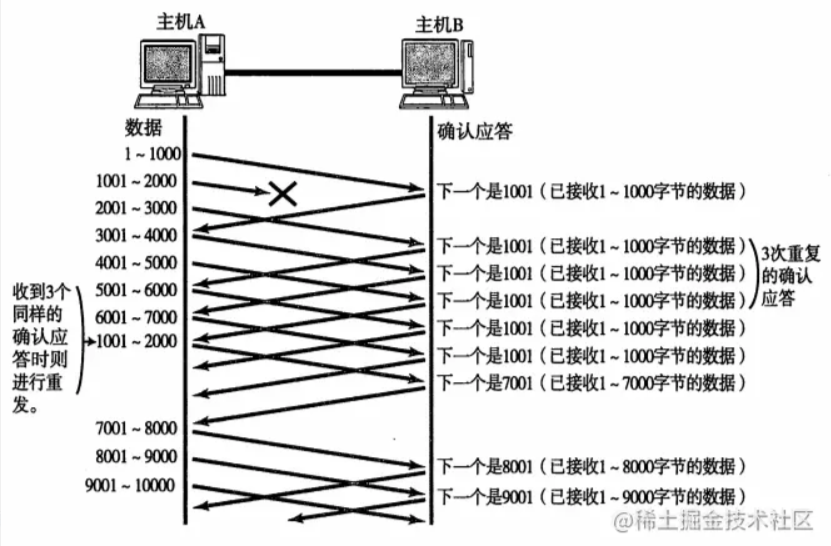 主机A
主机B
数据
确认应答
1～1000
1001～2000
下一个是1001（已接收1～1000字节的数据）
2001～3000
3001～4000
下一个是1001（已接收1～1000字节的数据）
4001～5000
下一个是1001（已接收1～1000字节的数据）
5001～6000
下一个是1001（已接收1～1000字节的数据）
6001～7000
下一个是1001（已接收1～1000字节的数据）
1001～2000
下一个是1001（已接收1～1000字节的数据）
下一个是7001（已接收1～7000字节的数据）
3次重复
的确认
应答
收到3个
同样的
确认应
答时则
进行重
发。
7001～8000
8001～9000
下一个是8001（已接收1～8000字节的数据）
9001～10000
下一个是9001（已接收1～9000字节的数据）
@稀土掘金技术社区